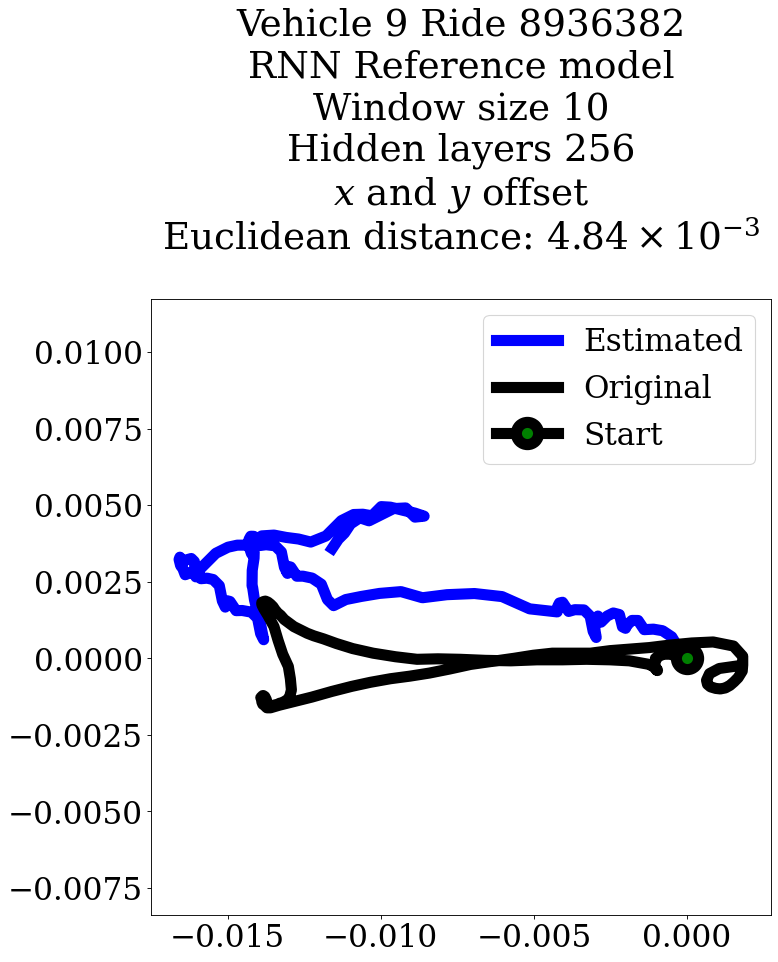 Vehicle 9 Ride 8936382
RNN Reference model
Window size 10
Hidden layers 256
x and y offset
Euclidean distance: 4.84 × 10⁻³
Estimated
Original
Start
0.0100
0.0075
0.0050
0.0025
0.0000
−0.0025
−0.0050
−0.0075
−0.015 −0.010 −0.005 0.000